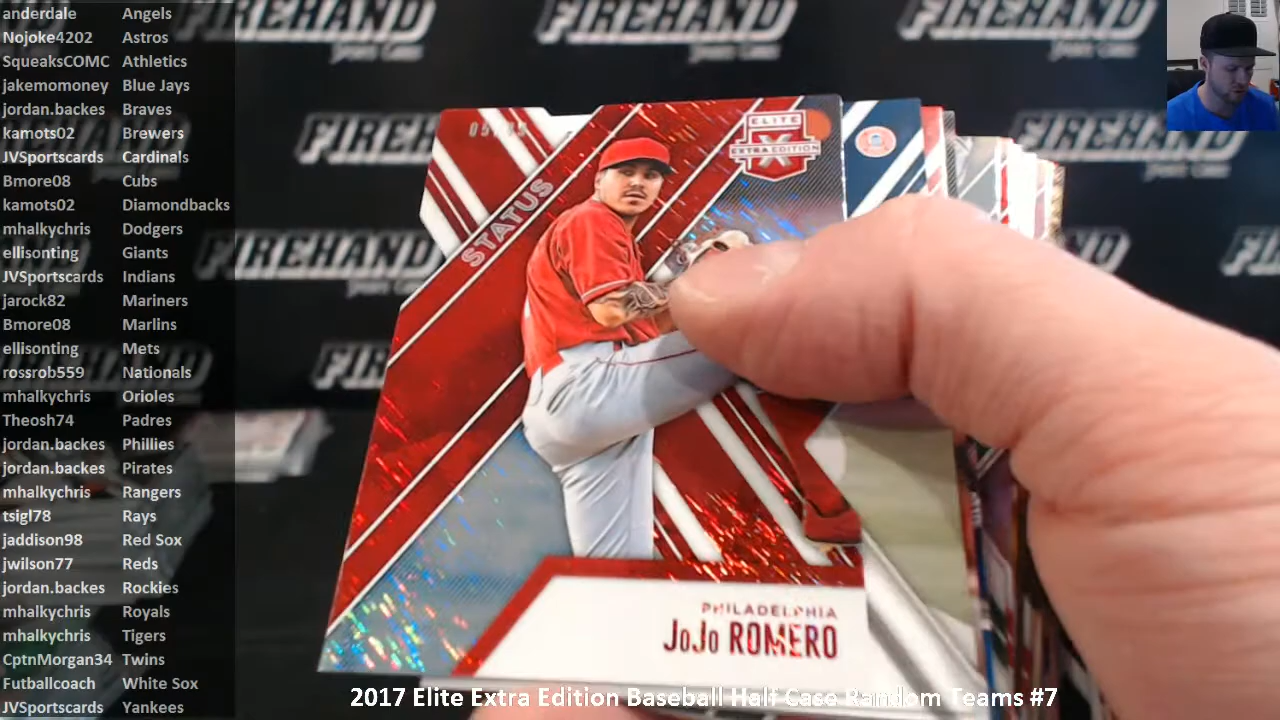 anderdale Angels
Nojoke4202 Astros
SqueaksCOMC Athletics
jakemomoney Blue Jays
jordan.backes Braves
kamots02 Brewers
JVSportscards Cardinals
Bmore08 Cubs
kamots02 Diamondbacks
mhalkychris Dodgers
ellisonting Giants
JVSportscards Indians
jarock82 Mariners
Bmore08 Marlins
ellisonting Mets
rossrob559 Nationals
mhalkychris Orioles
Theosh74 Padres
jordan.backes Phillies
jordan.backes Pirates
mhalkychris Rangers
tsigl78 Rays
jaddison98 Red Sox
jwilson77 Reds
jordan.backes Rockies
mhalkychris Royals
mhalkychris Tigers
CptnMorgan34 Twins
Futballcoach White Sox
JVSportscards Yankees
FIREHAND
FIREHAND
FIREHAND
STATUS
ELITE
EXTRA EDITION
PHILADELPHIA
JoJo ROMERO
2017 Elite Extra Edition Baseball Half Case Random Teams #7